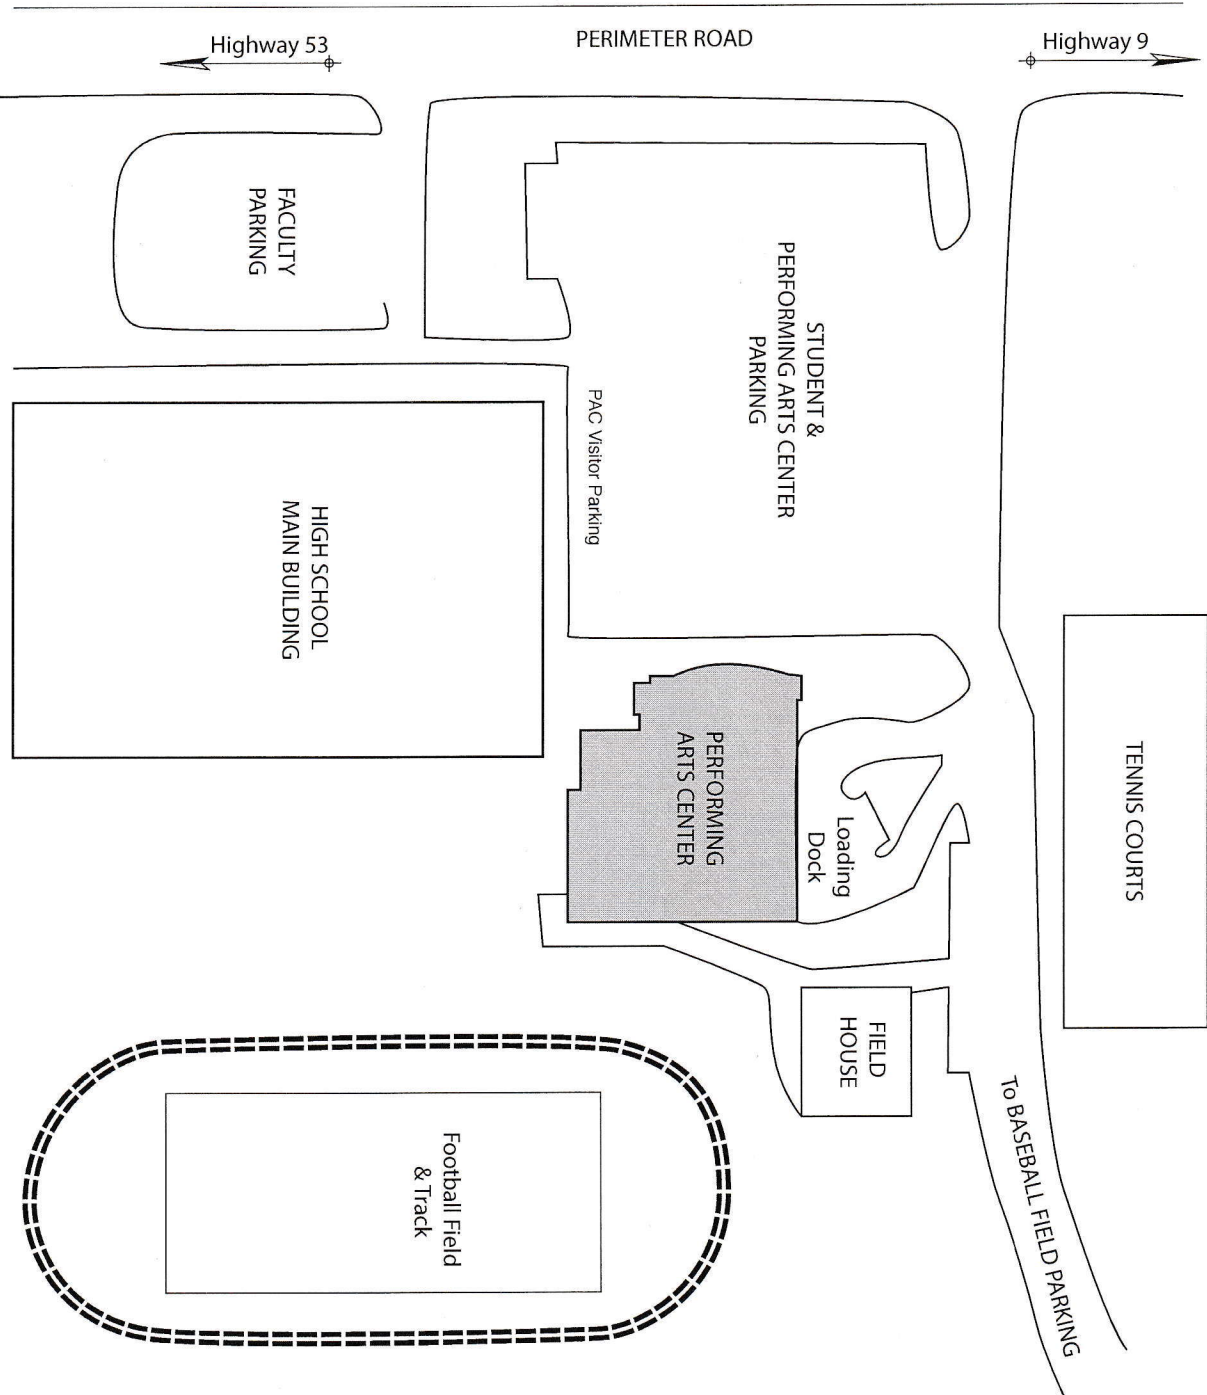 Highway 53
PERIMETER ROAD
Highway 9
FACULTY
PARKING
STUDENT &
PERFORMING ARTS CENTER
PARKING
PAC Visitor Parking
HIGH SCHOOL
MAIN BUILDING
PERFORMING
ARTS CENTER
Loading
Dock
TENNIS COURTS
FIELD
HOUSE
To BASEBALL FIELD PARKING
Football Field
& Track